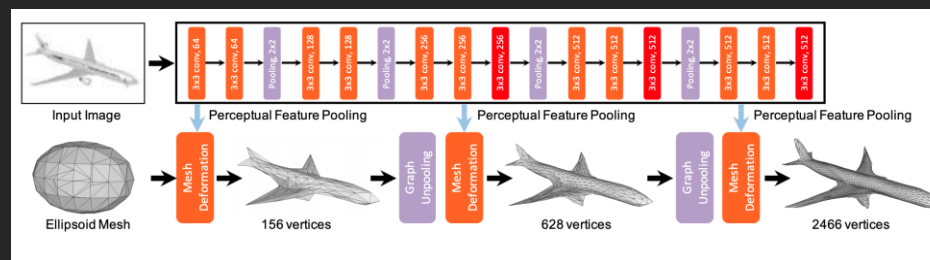 3x3 conv, 64
3x3 conv, 64
Pooling, 2x2
3x3 conv, 128
3x3 conv, 128
Pooling, 2x2
3x3 conv, 256
3x3 conv, 256
3x3 conv, 256
Pooling, 2x2
3x3 conv, 512
3x3 conv, 512
3x3 conv, 512
Pooling, 2x2
3x3 conv, 512
3x3 conv, 512
3x3 conv, 512
Input Image
Perceptual Feature Pooling
Perceptual Feature Pooling
Perceptual Feature Pooling
Mesh
Deformation
Graph
Unpooling
Mesh
Deformation
Graph
Unpooling
Mesh
Deformation
Ellipsoid Mesh
156 vertices
628 vertices
2466 vertices